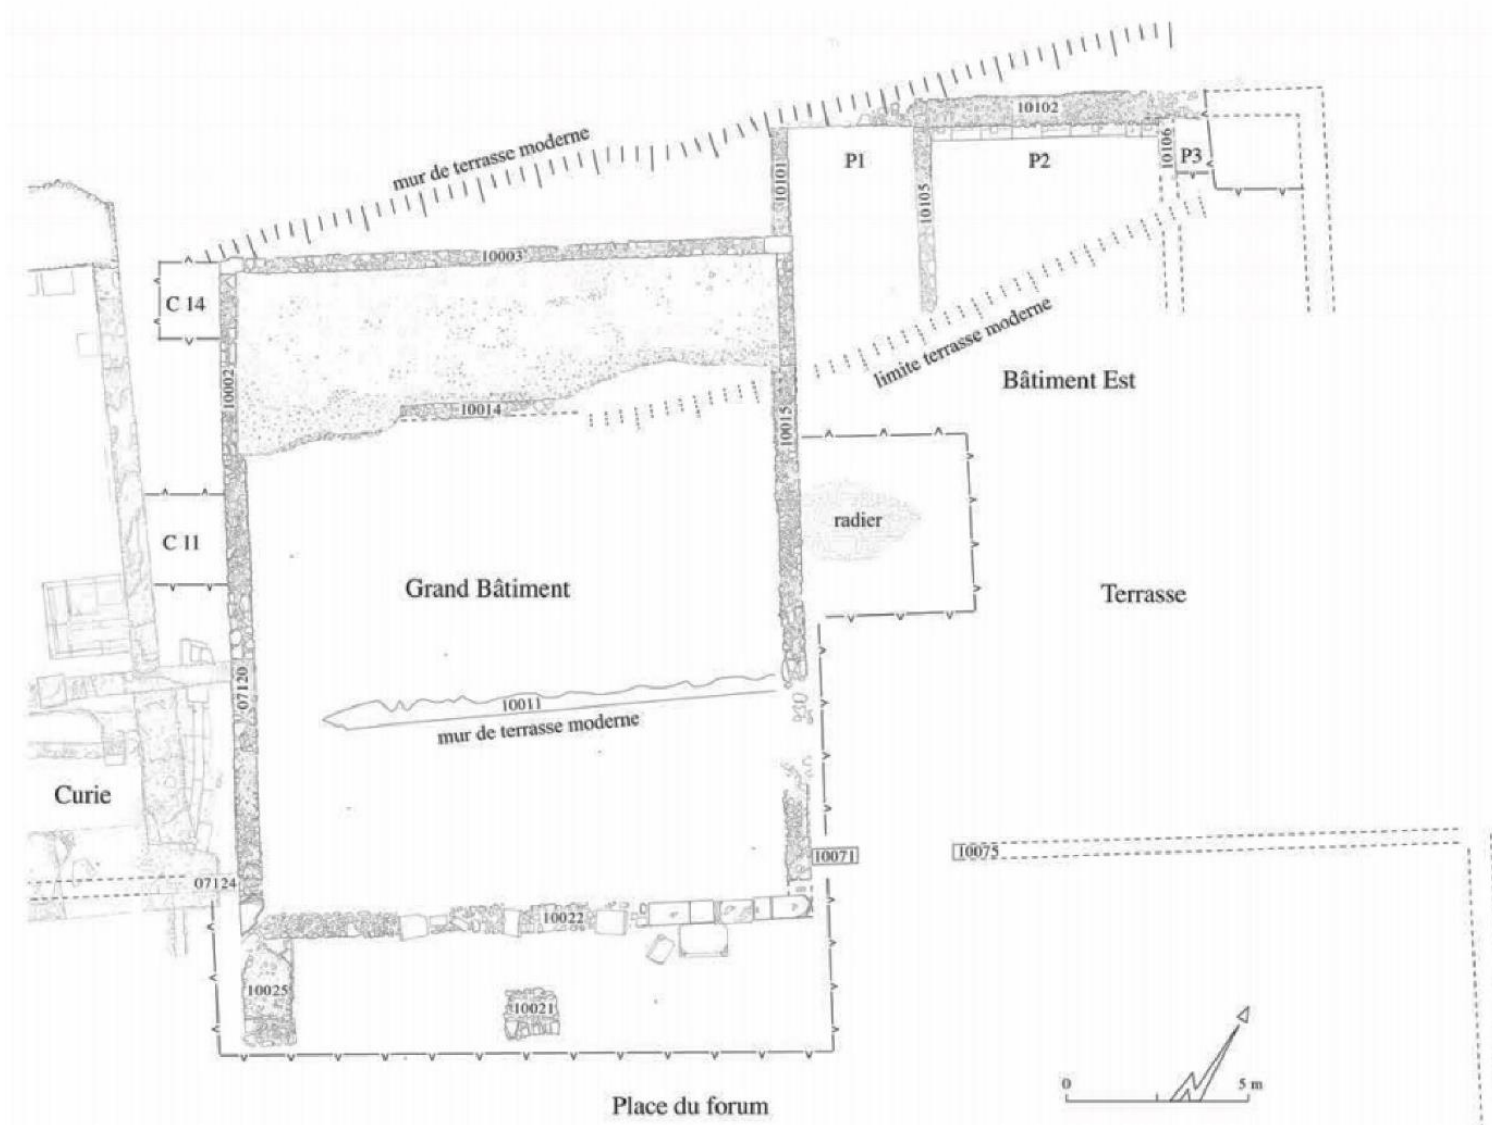 10102
mur de terrasse moderne
P1
P2
10106
P3
10101
10105
10003
C 14
10002
10014
10015
limite terrasse moderne
Bâtiment Est
C 11
radier
Grand Bâtiment
Terrasse
07120
10011
mur de terrasse moderne
Curie
10071
10075
07124
10022
10025
10021
0
5 m
Place du forum